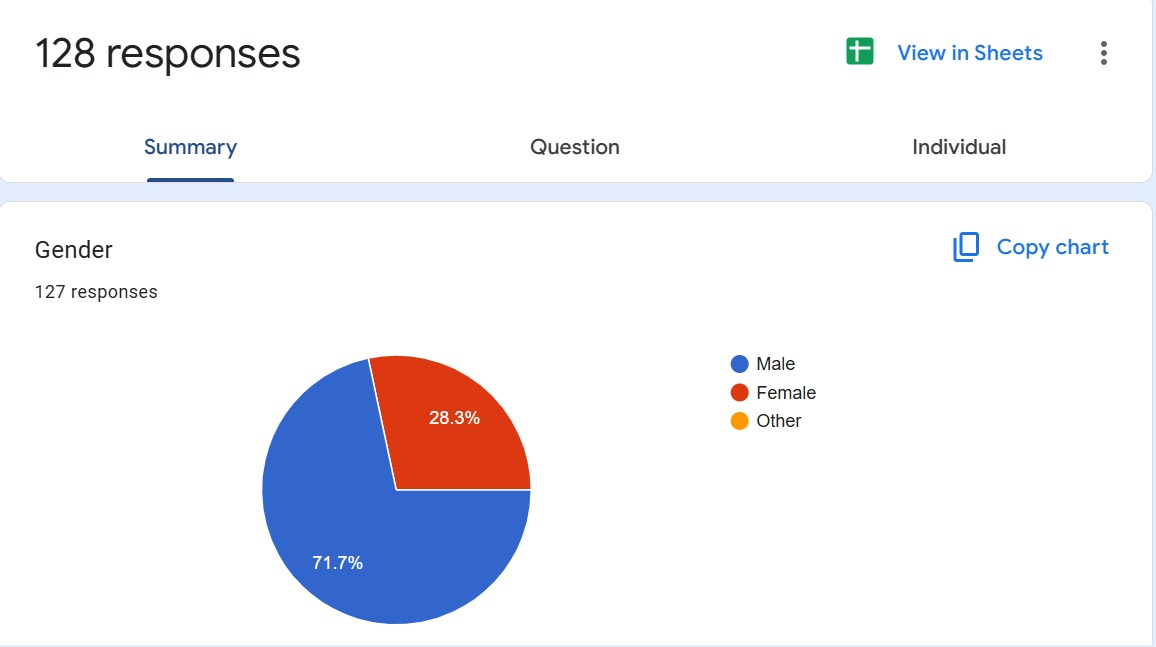 128 responses
View in Sheets
Summary
Question
Individual
Gender
Copy chart
127 responses
Male
Female
Other
28.3%
71.7%